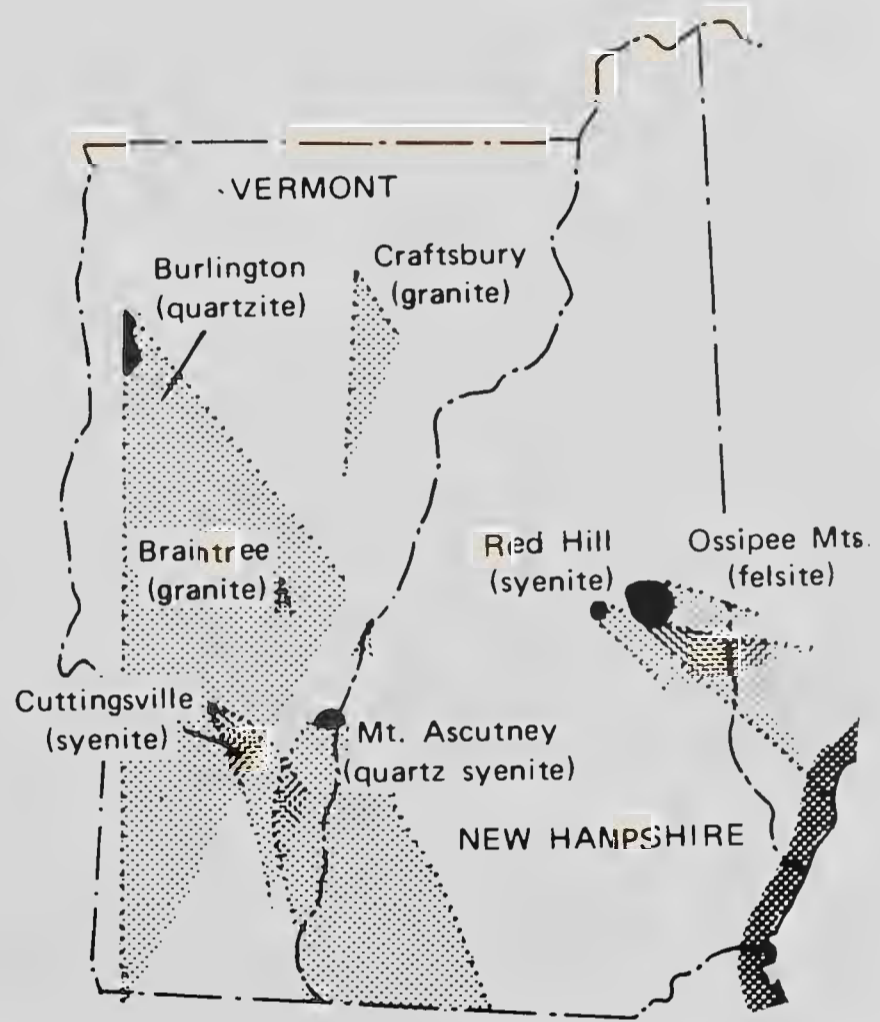 VERMONT
Burlington
(quartzite)
Craftsbury
(granite)
Braintree
(granite)
Red Hill
(syenite)
Ossipee Mts.
(felsite)
Cuttingsville
(syenite)
Mt. Ascutney
(quartz syenite)
NEW HAMPSHIRE